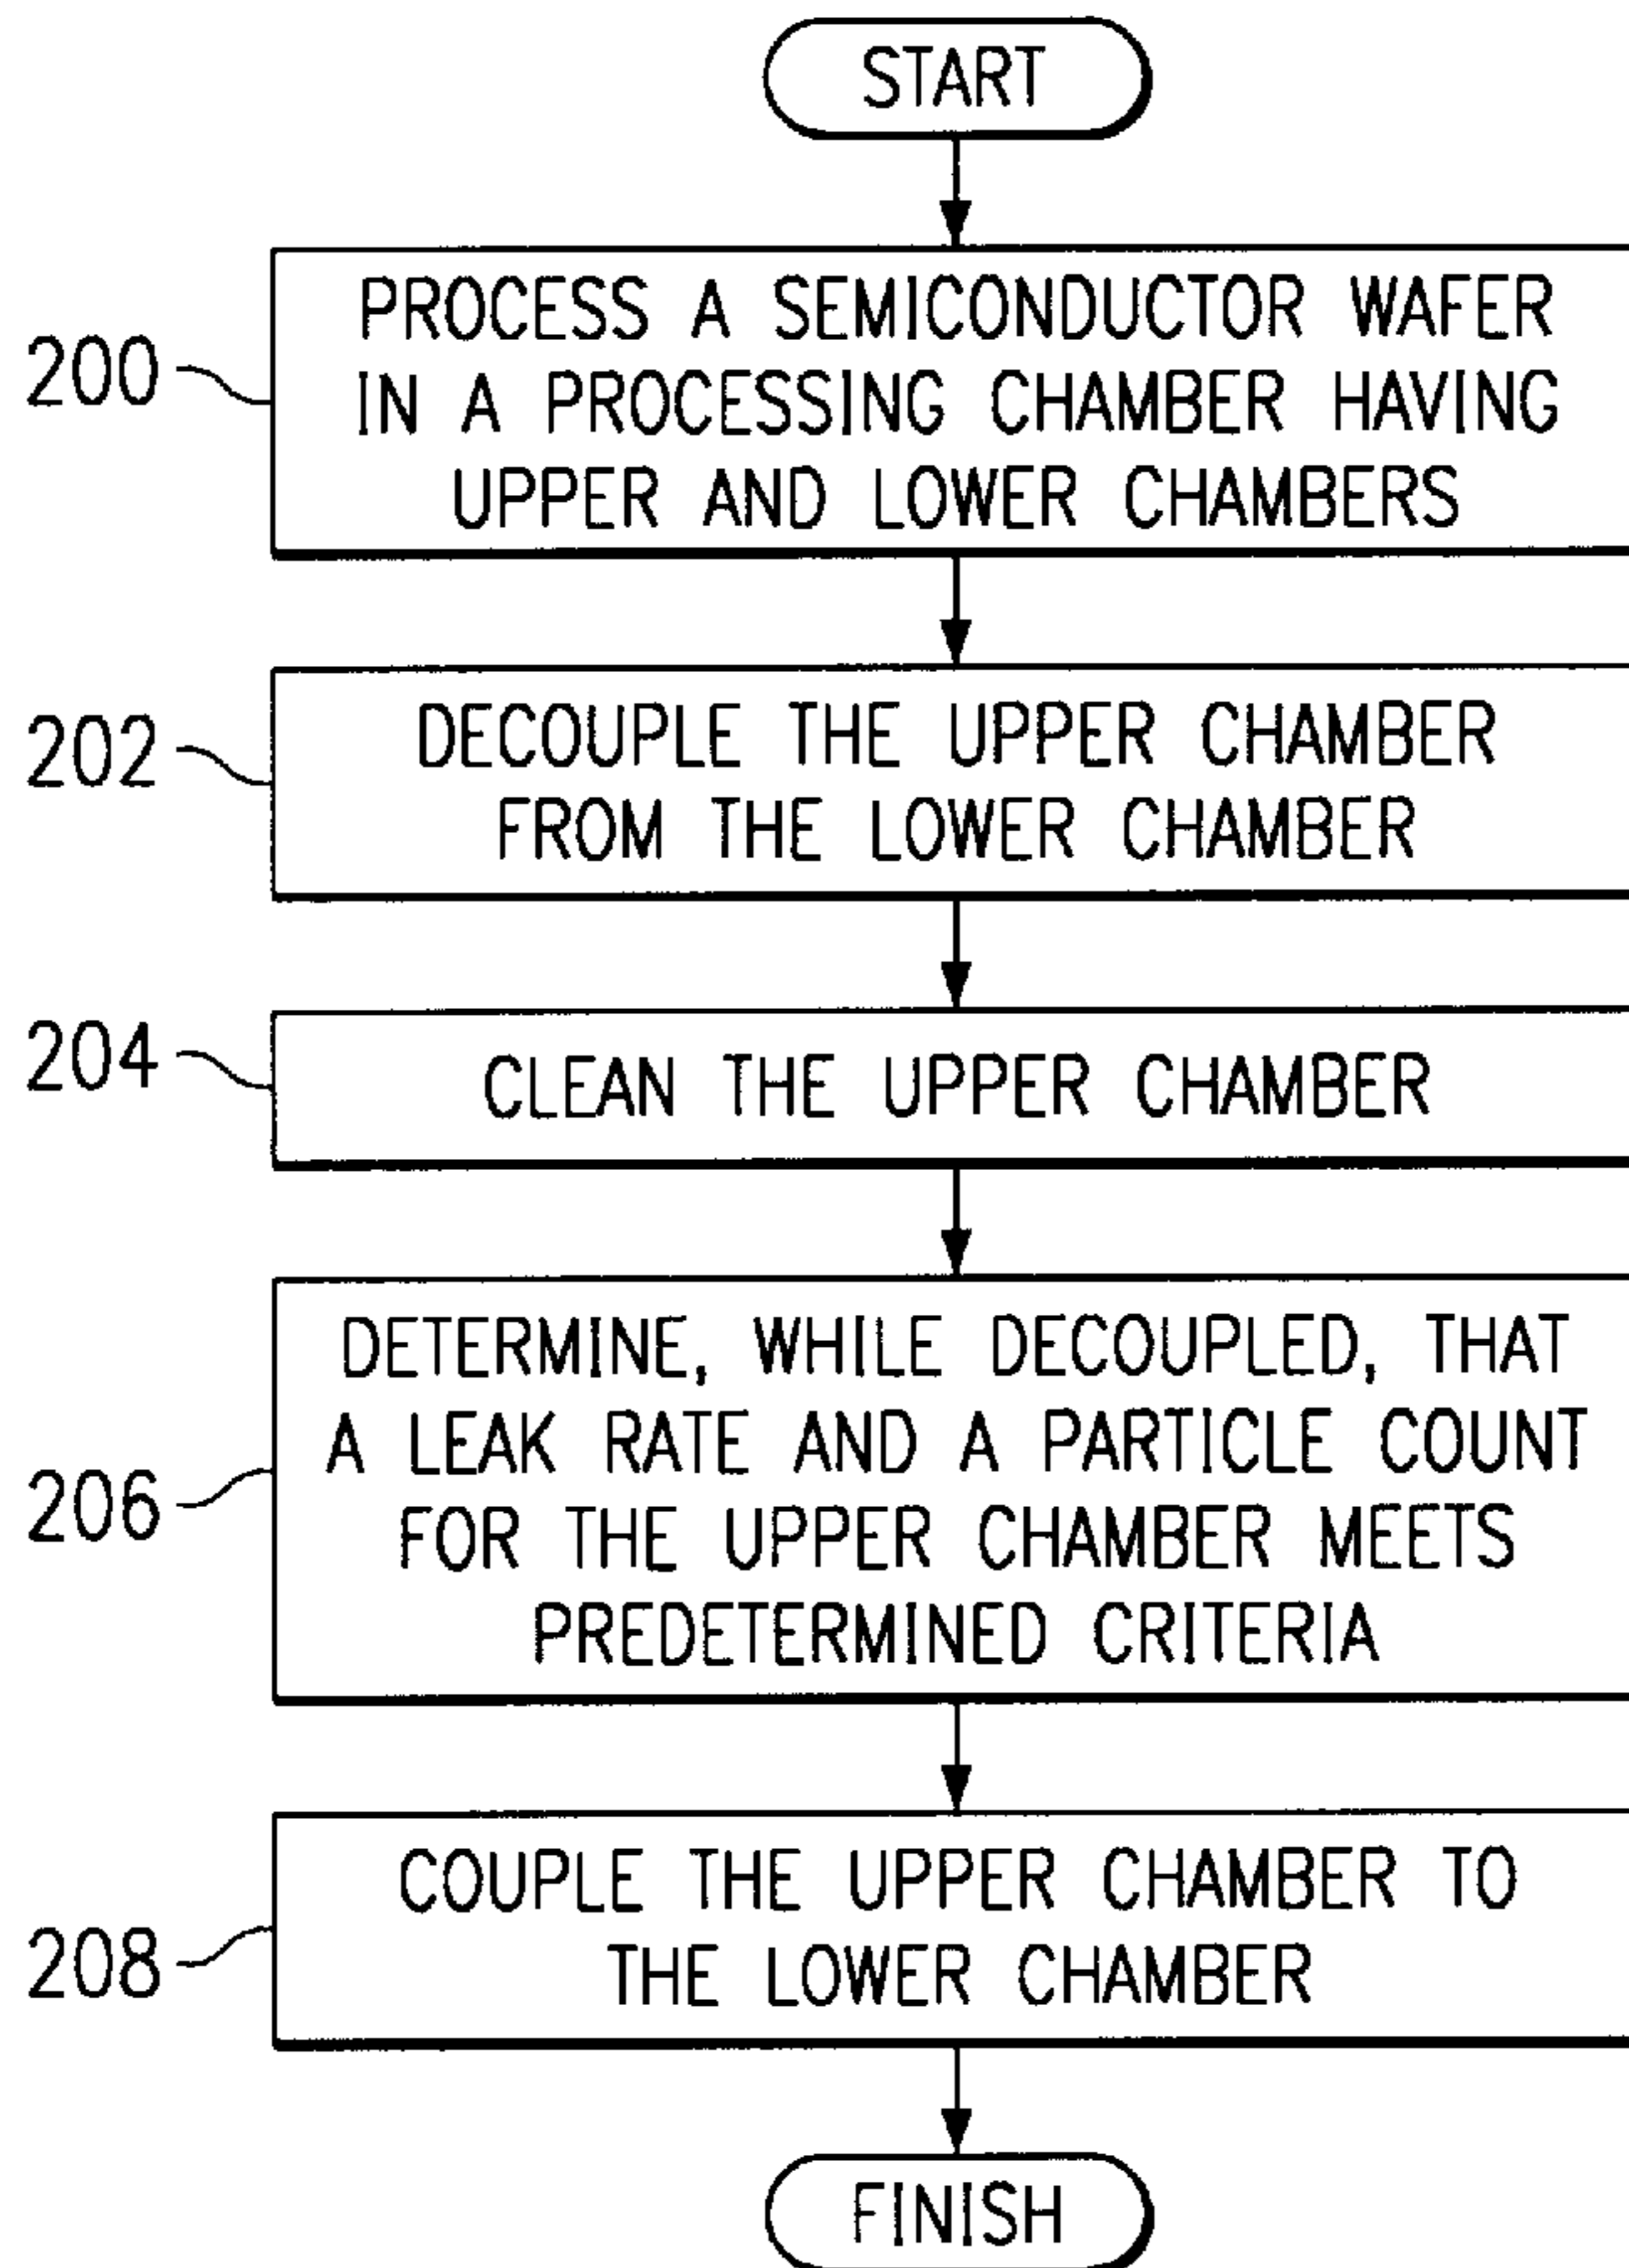 START
200
PROCESS A SEMICONDUCTOR WAFER
IN A PROCESSING CHAMBER HAVING
UPPER AND LOWER CHAMBERS
202
DECOUPLE THE UPPER CHAMBER
FROM THE LOWER CHAMBER
204
CLEAN THE UPPER CHAMBER
206
DETERMINE, WHILE DECOUPLED, THAT
A LEAK RATE AND A PARTICLE COUNT
FOR THE UPPER CHAMBER MEETS
PREDETERMINED CRITERIA
208
COUPLE THE UPPER CHAMBER TO
THE LOWER CHAMBER
FINISH